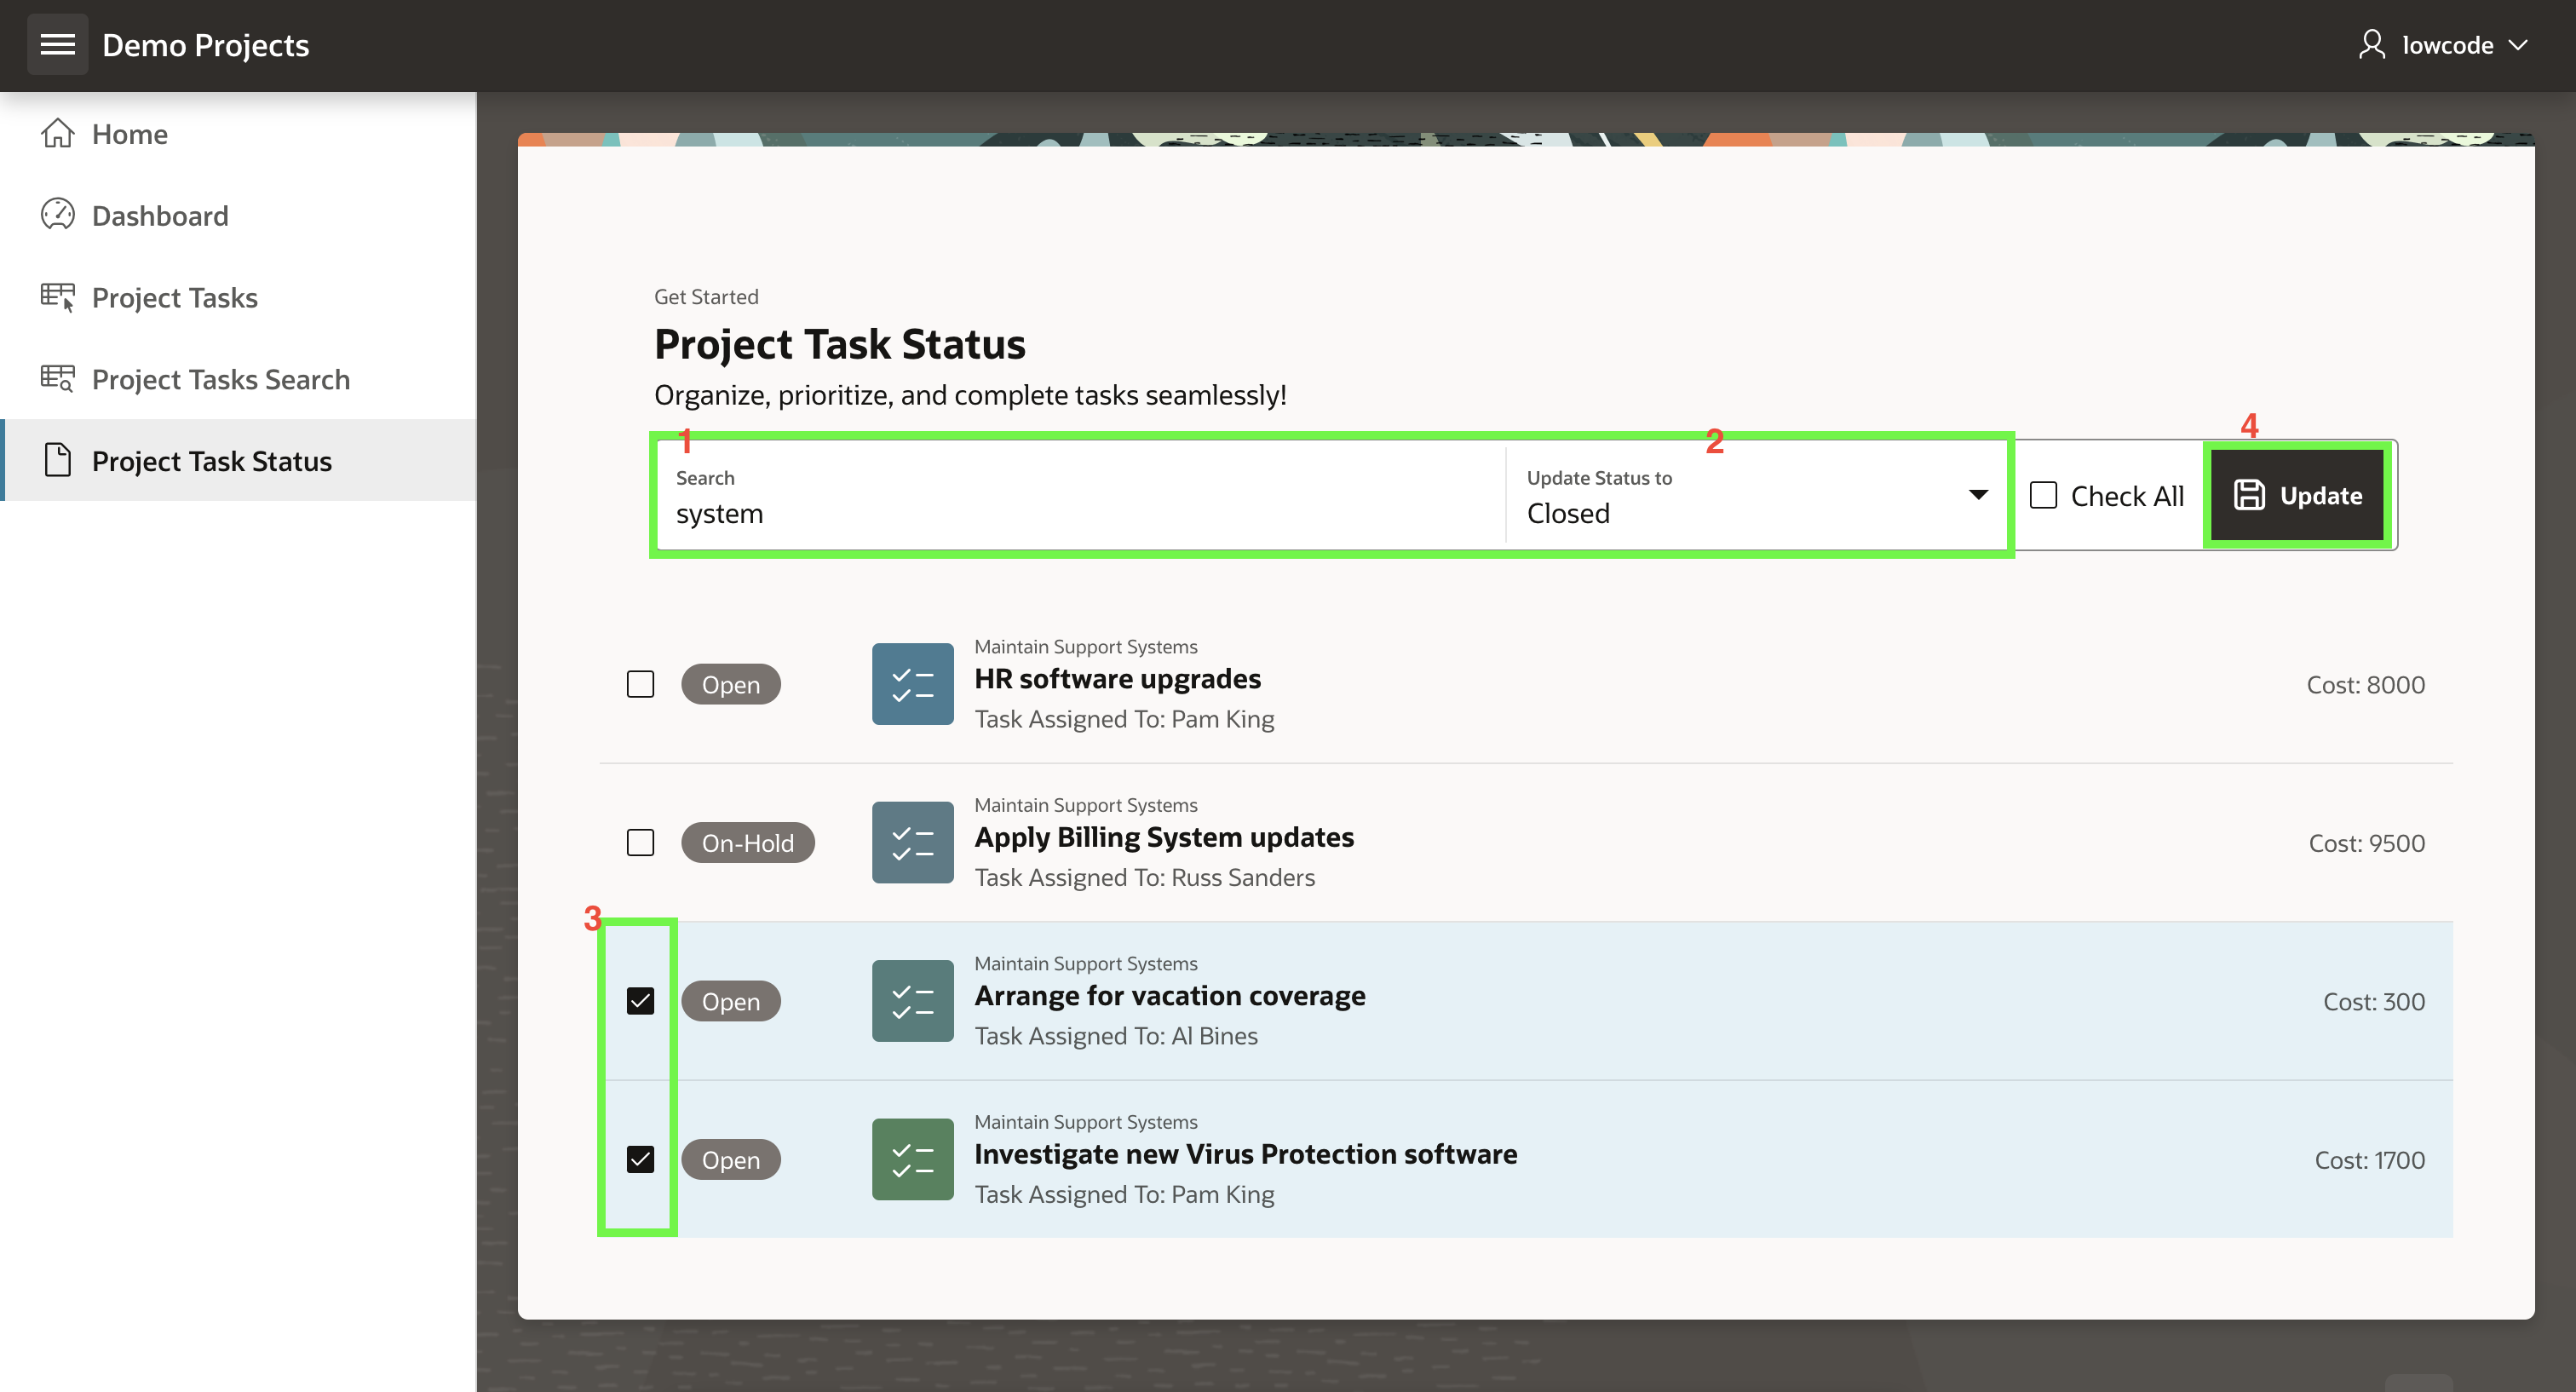 Demo Projects
lowcode
Home
Dashboard
Project Tasks
Project Tasks Search
Project Task Status
Get Started
Project Task Status
Organize, prioritize, and complete tasks seamlessly!
1
2
4
Search
system
Update Status to
Closed
Check All
Update
Open
Maintain Support Systems
HR software upgrades
Task Assigned To: Pam King
Cost: 8000
On-Hold
Maintain Support Systems
Apply Billing System updates
Task Assigned To: Russ Sanders
Cost: 9500
3
Open
Maintain Support Systems
Arrange for vacation coverage
Task Assigned To: Al Bines
Cost: 300
Open
Maintain Support Systems
Investigate new Virus Protection software
Task Assigned To: Pam King
Cost: 1700